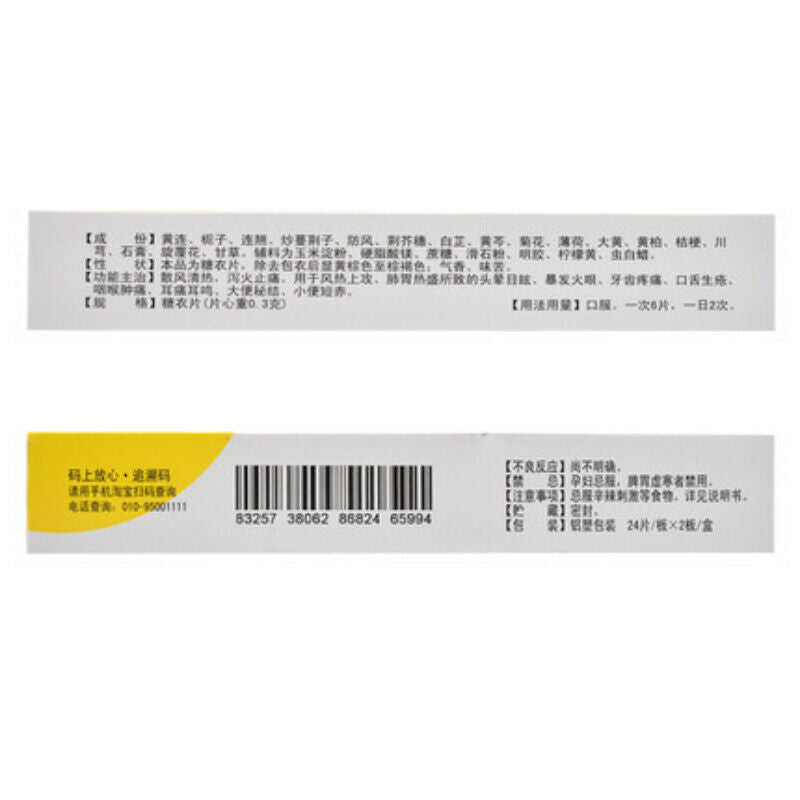 【成　份】黄连、栀子、连翘、炒蔓荆子、防风、荆芥穗、白芷、黄芩、菊花、薄荷、大黄、黄柏、桔梗、川
芎、石膏、旋覆花、甘草。辅料为玉米淀粉、硬脂酸镁、蔗糖、滑石粉、明胶、柠檬黄、虫白蜡。
【性　状】本品为糖衣片，除去包衣后显黄棕色至棕褐色；气香，味苦。
【功能主治】散风清热，泻火止痛。用于风热上攻、肺胃热盛所致的头晕目眩、暴发火眼、牙齿疼痛、口舌生疮、
咽喉肿痛、耳痛耳鸣、大便秘结、小便短赤。
【规　格】糖衣片(片心重0.3克)　【用法用量】口服。一次6片，一日2次。
码上放心·追溯码
请用手机淘宝扫码查询
电话查询：010-95001111
83257 38062 86824 65994
【不良反应】尚不明确。
【禁　忌】孕妇忌服，脾胃虚寒者禁用。
【注意事项】忌服辛辣刺激等食物。详见说明书。
【贮　藏】密封。
【包　装】铝塑包装 24片/板×2板/盒